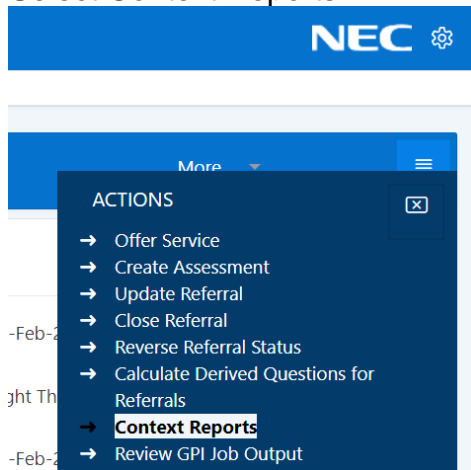 NEC
More
ACTIONS
→ Offer Service
→ Create Assessment
→ Update Referral
→ Close Referral
→ Reverse Referral Status
→ Calculate Derived Questions for
Referrals
→ Context Reports
→ Review GPI Job Output
-Feb-2
ght Th
-Feb-2